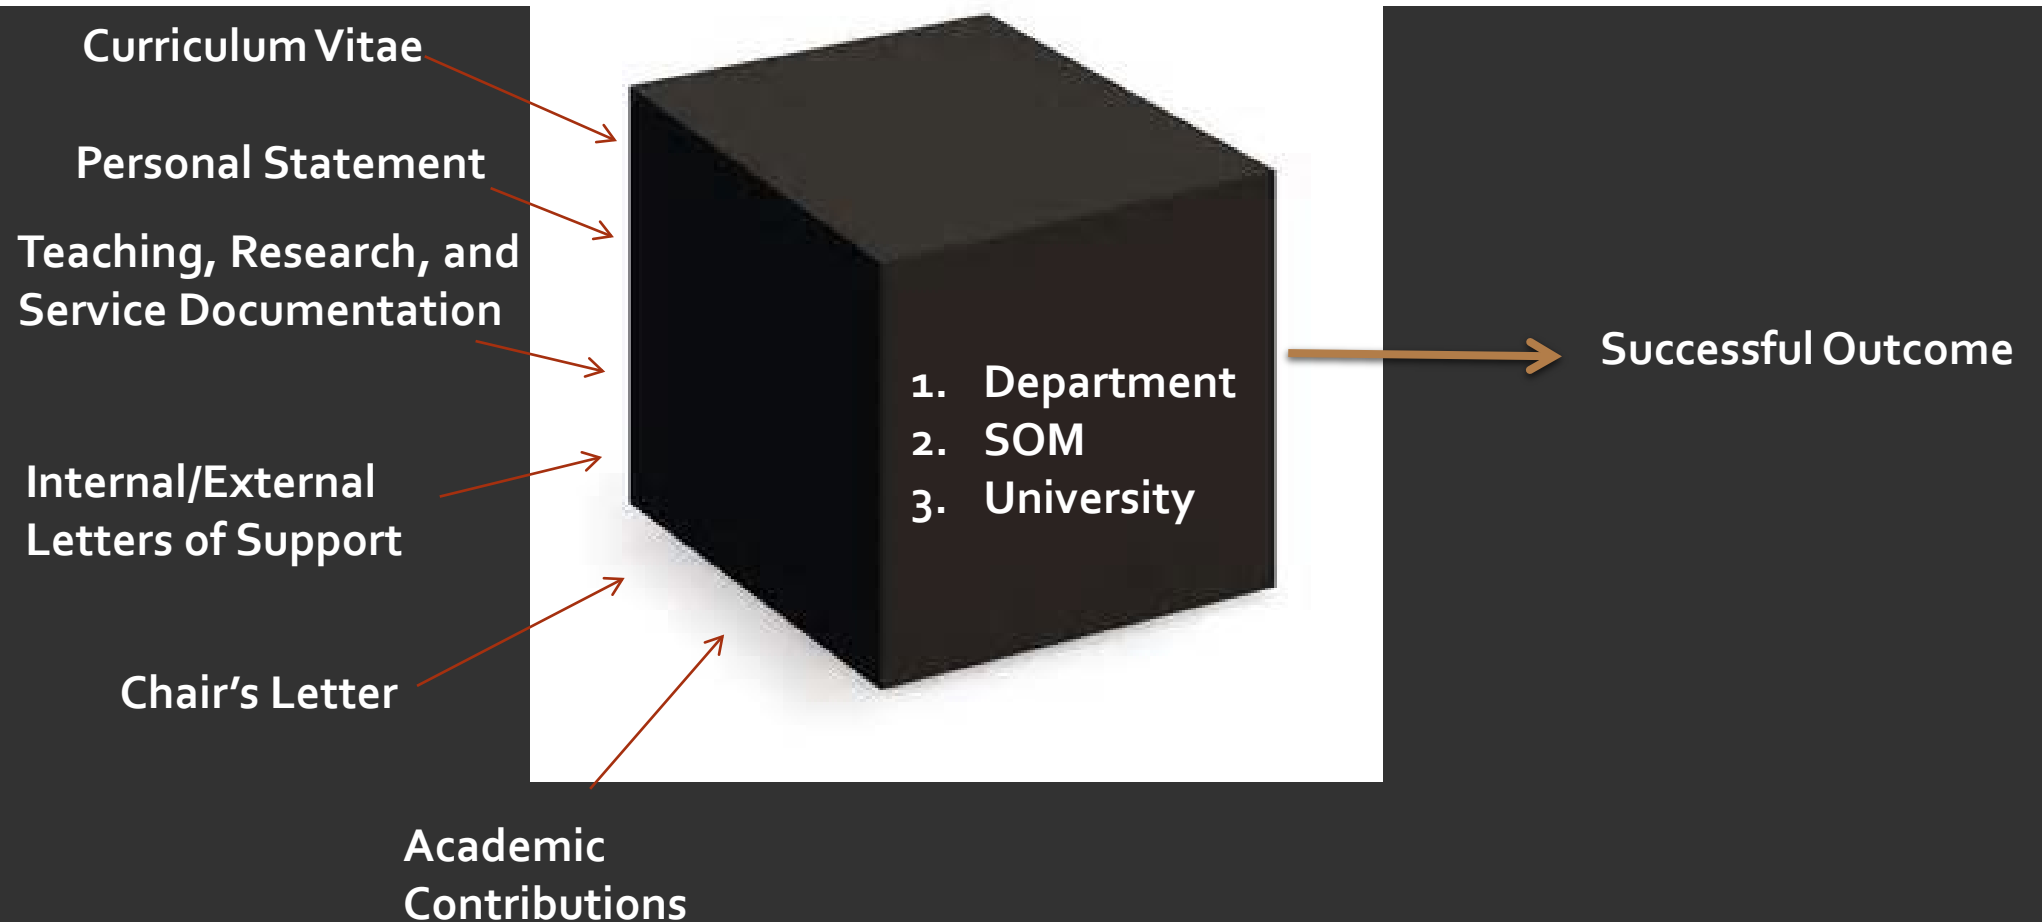 Curriculum Vitae
Personal Statement
Teaching, Research, and
Service Documentation
Internal/External
Letters of Support
Chair’s Letter
Academic
Contributions
1. Department
2. SOM
3. University
Successful Outcome